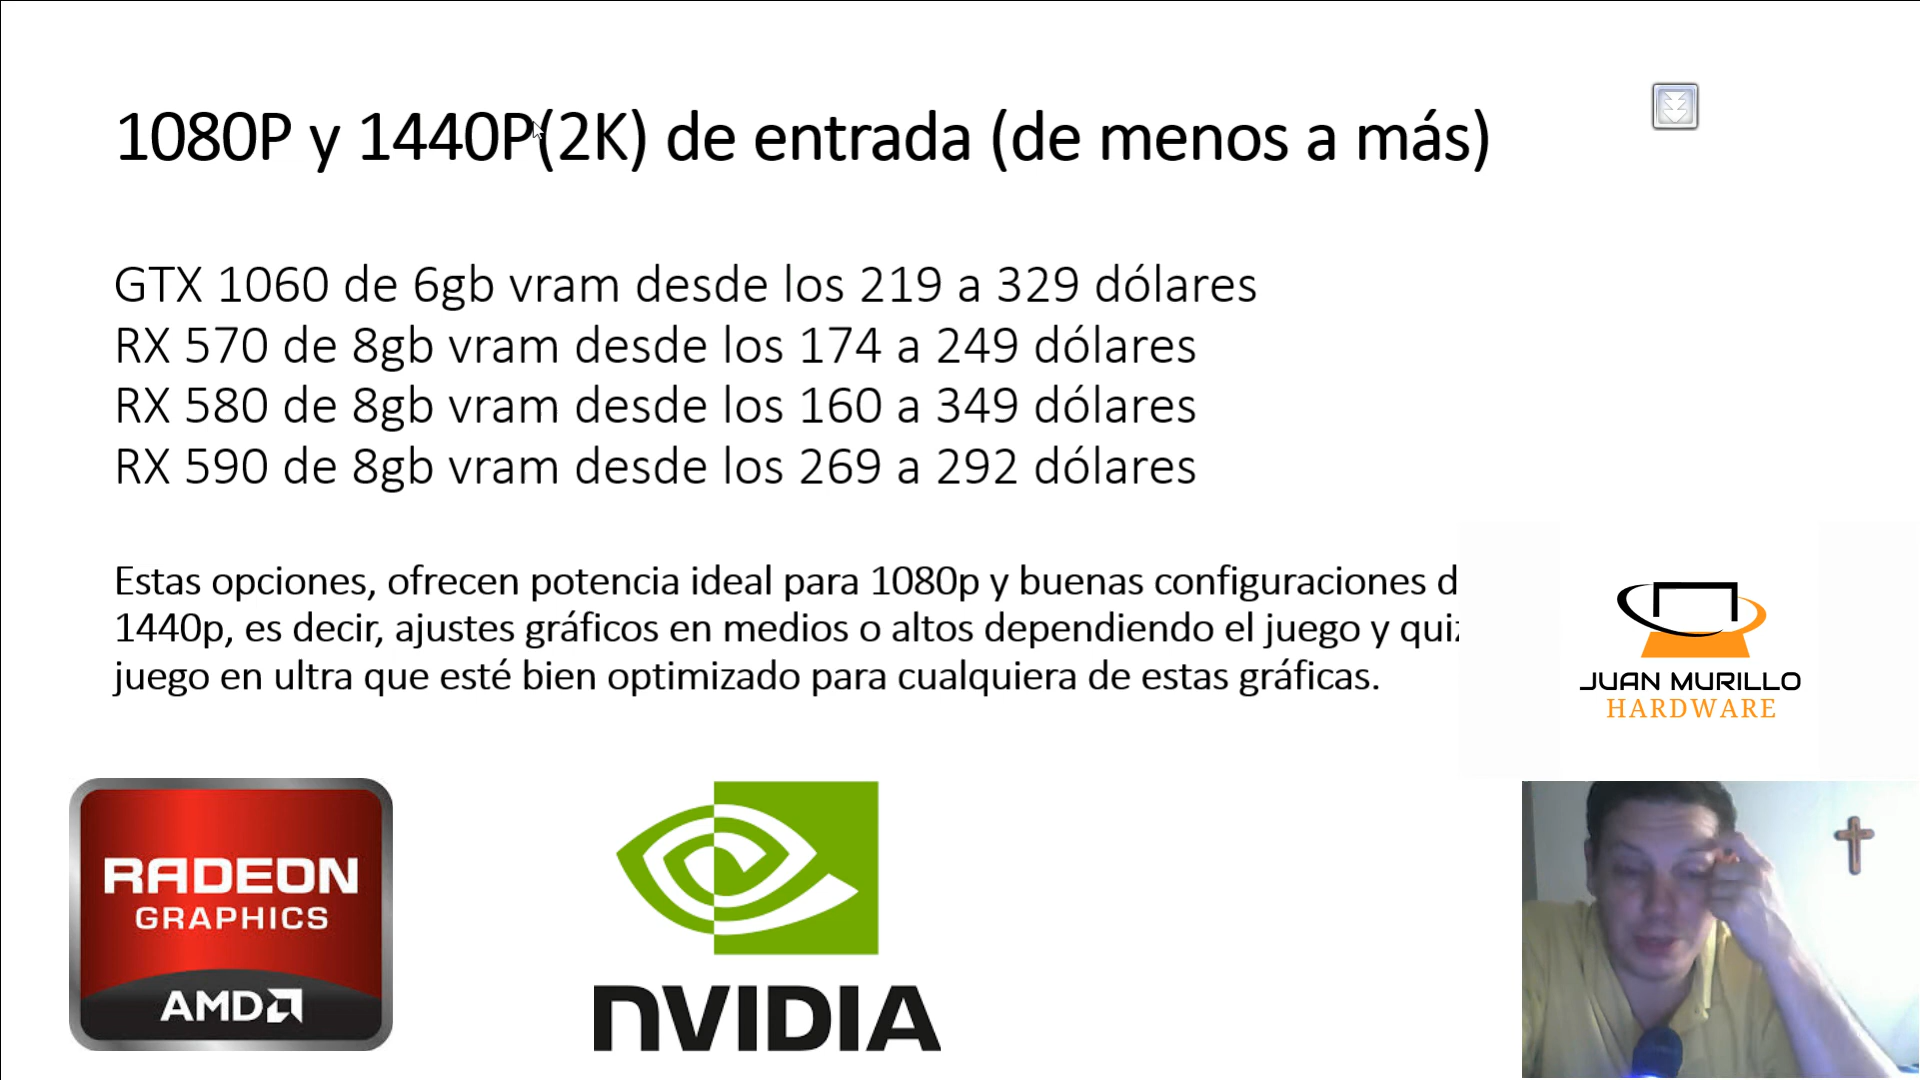 1080P y 1440P(2K) de entrada (de menos a más)
GTX 1060 de 6gb vram desde los 219 a 329 dólares
RX 570 de 8gb vram desde los 174 a 249 dólares
RX 580 de 8gb vram desde los 160 a 349 dólares
RX 590 de 8gb vram desde los 269 a 292 dólares
Estas opciones, ofrecen potencia ideal para 1080p y buenas configuraciones
1440p, es decir, ajustes gráficos en medios o altos dependiendo el juego y
juego en ultra que esté bien optimizado para cualquiera de estas gráficas.
JUAN MURILLO
HARDWARE
RADEON
GRAPHICS
AMD
NVIDIA